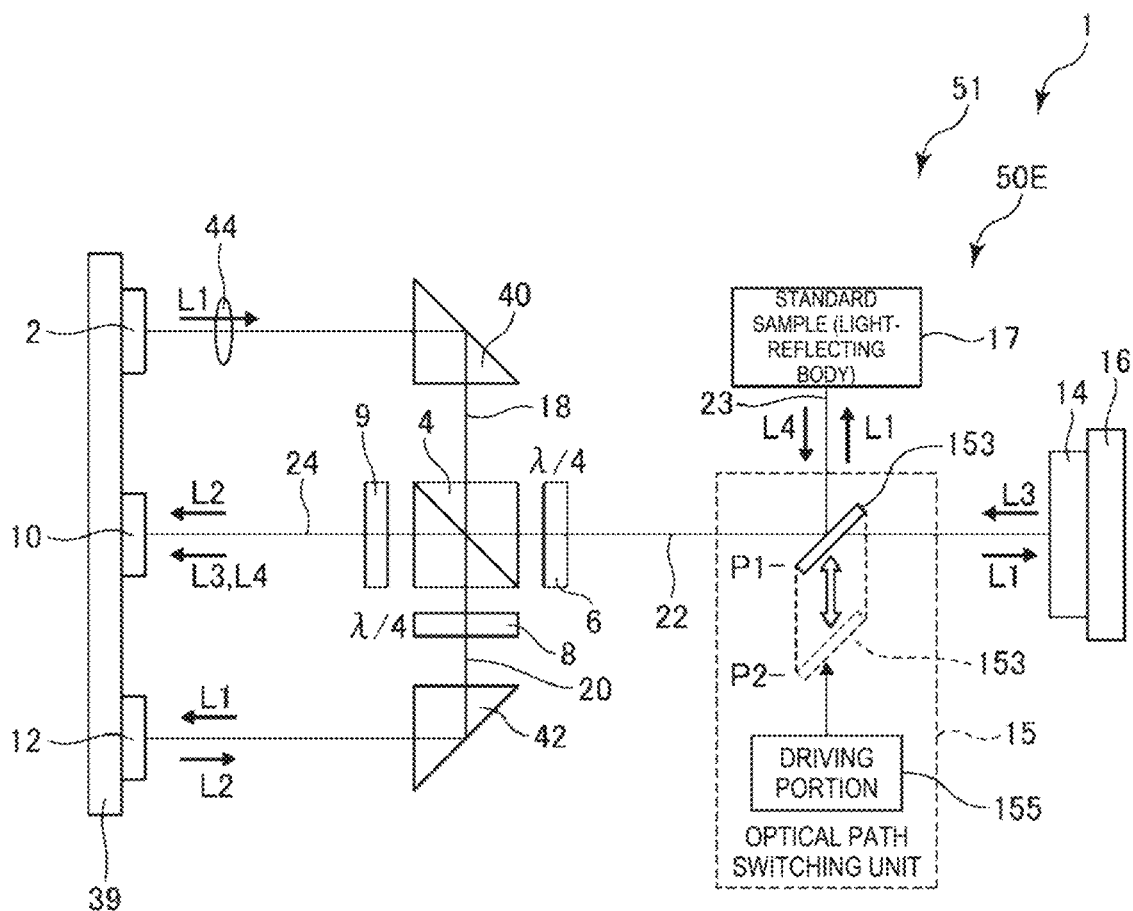 1
51
50E
44
L1
2
40
STANDARD
SAMPLE (LIGHT-
REFLECTING
BODY)
17
16
14
23
18
9
4
λ/4
L4
L1
153
24
L2
L3
10
L3,L4
22
P1
L1
6
λ/4
8
20
P2
153
L1
12
42
L2
15
DRIVING
PORTION
155
OPTICAL PATH
SWITCHING UNIT
39